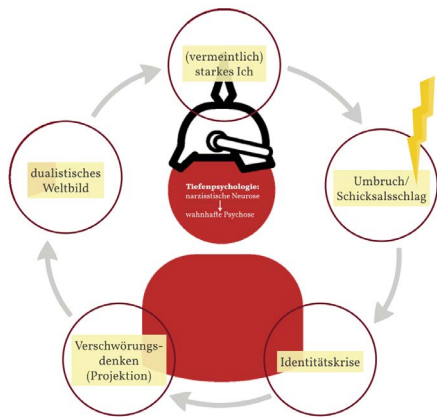 (vermeintlich)
starkes Ich
dualistisches
Weltbild
Tiefenpsychologie:
narzisstische Neurose
wahnhafte Psychose
Umbruch/
Schicksalsschlag
Verschwörungs-
denken
(Projektion)
Identitätskrise